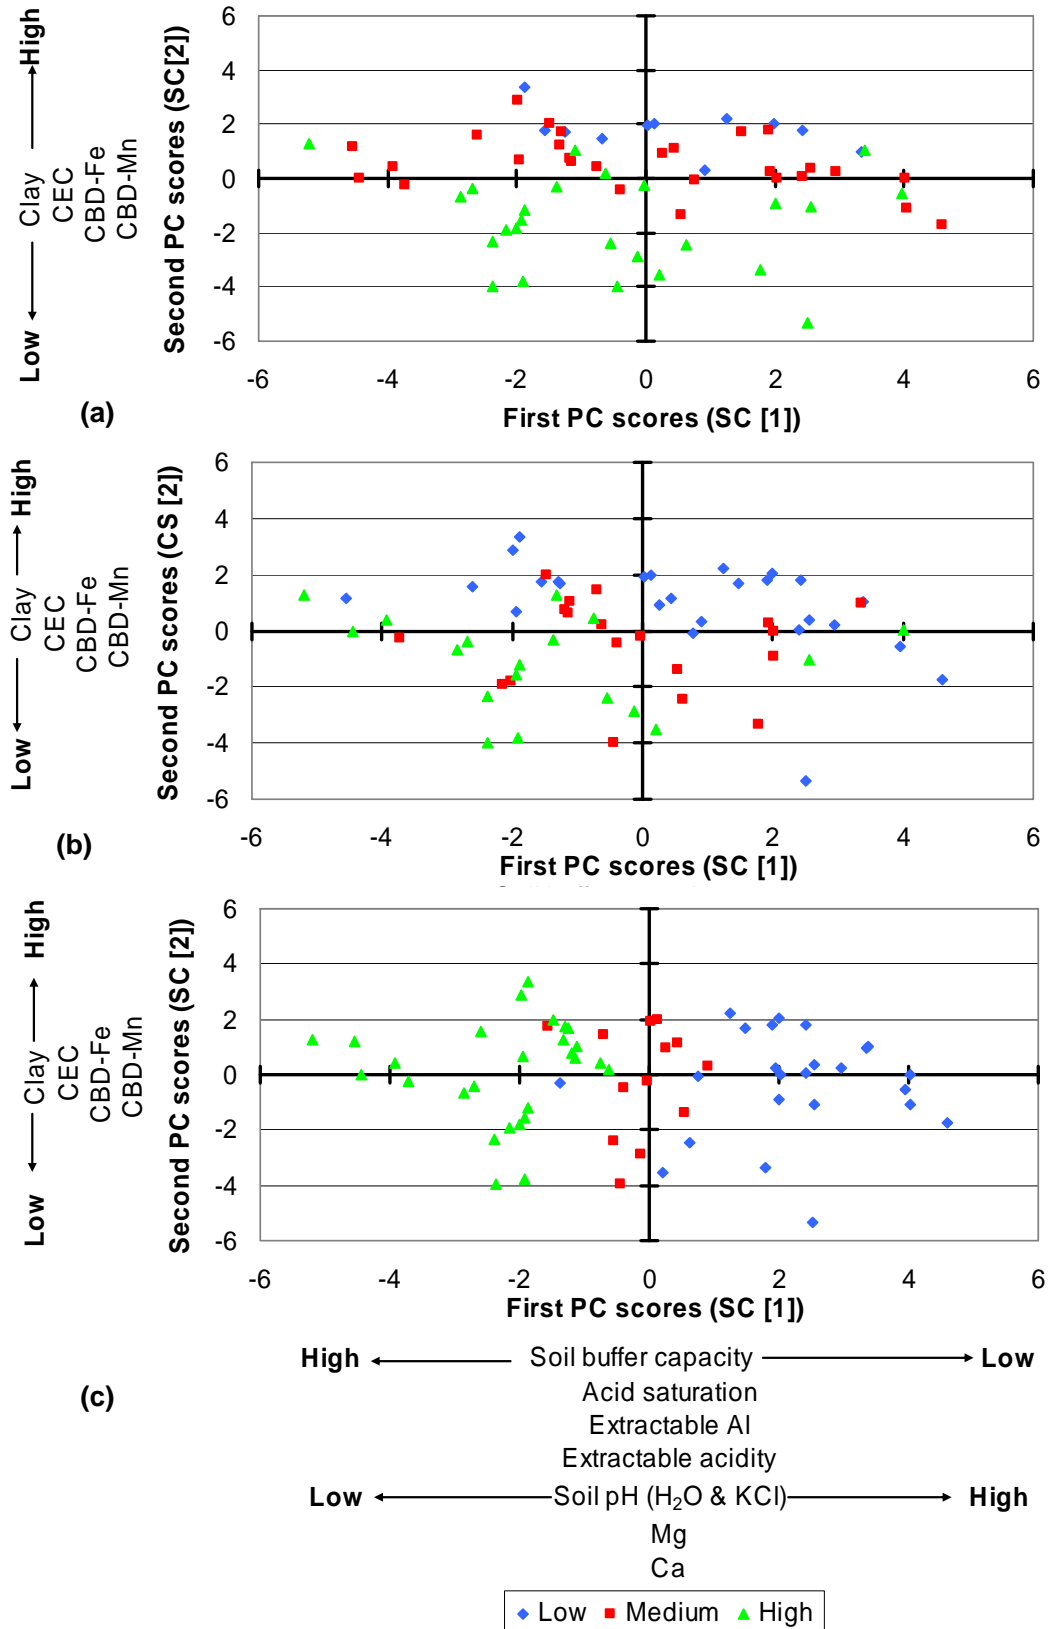 High
Clay
CEC
CBD-Fe
CBD-Mn
Low
Second PC scores (SC[2])
6
4
2
0
-2
-4
-6
-6 -4 -2 0 2 4 6
First PC scores (SC [1])
(a)
High
Clay
CEC
CBD-Fe
CBD-Mn
Low
Second PC scores (CS [2])
6
4
2
0
-2
-4
-6
-6 -4 -2 0 2 4 6
First PC scores (SC [1])
(b)
High
Clay
CEC
CBD-Fe
CBD-Mn
Low
Second PC scores (SC [2])
6
4
2
0
-2
-4
-6
-6 -4 -2 0 2 4 6
First PC scores (SC [1])
High Soil buffer capacity Low
(c)
Acid saturation
Extractable Al
Extractable acidity
Low Soil pH (H₂O & KCl) High
Mg
Ca
Low Medium High